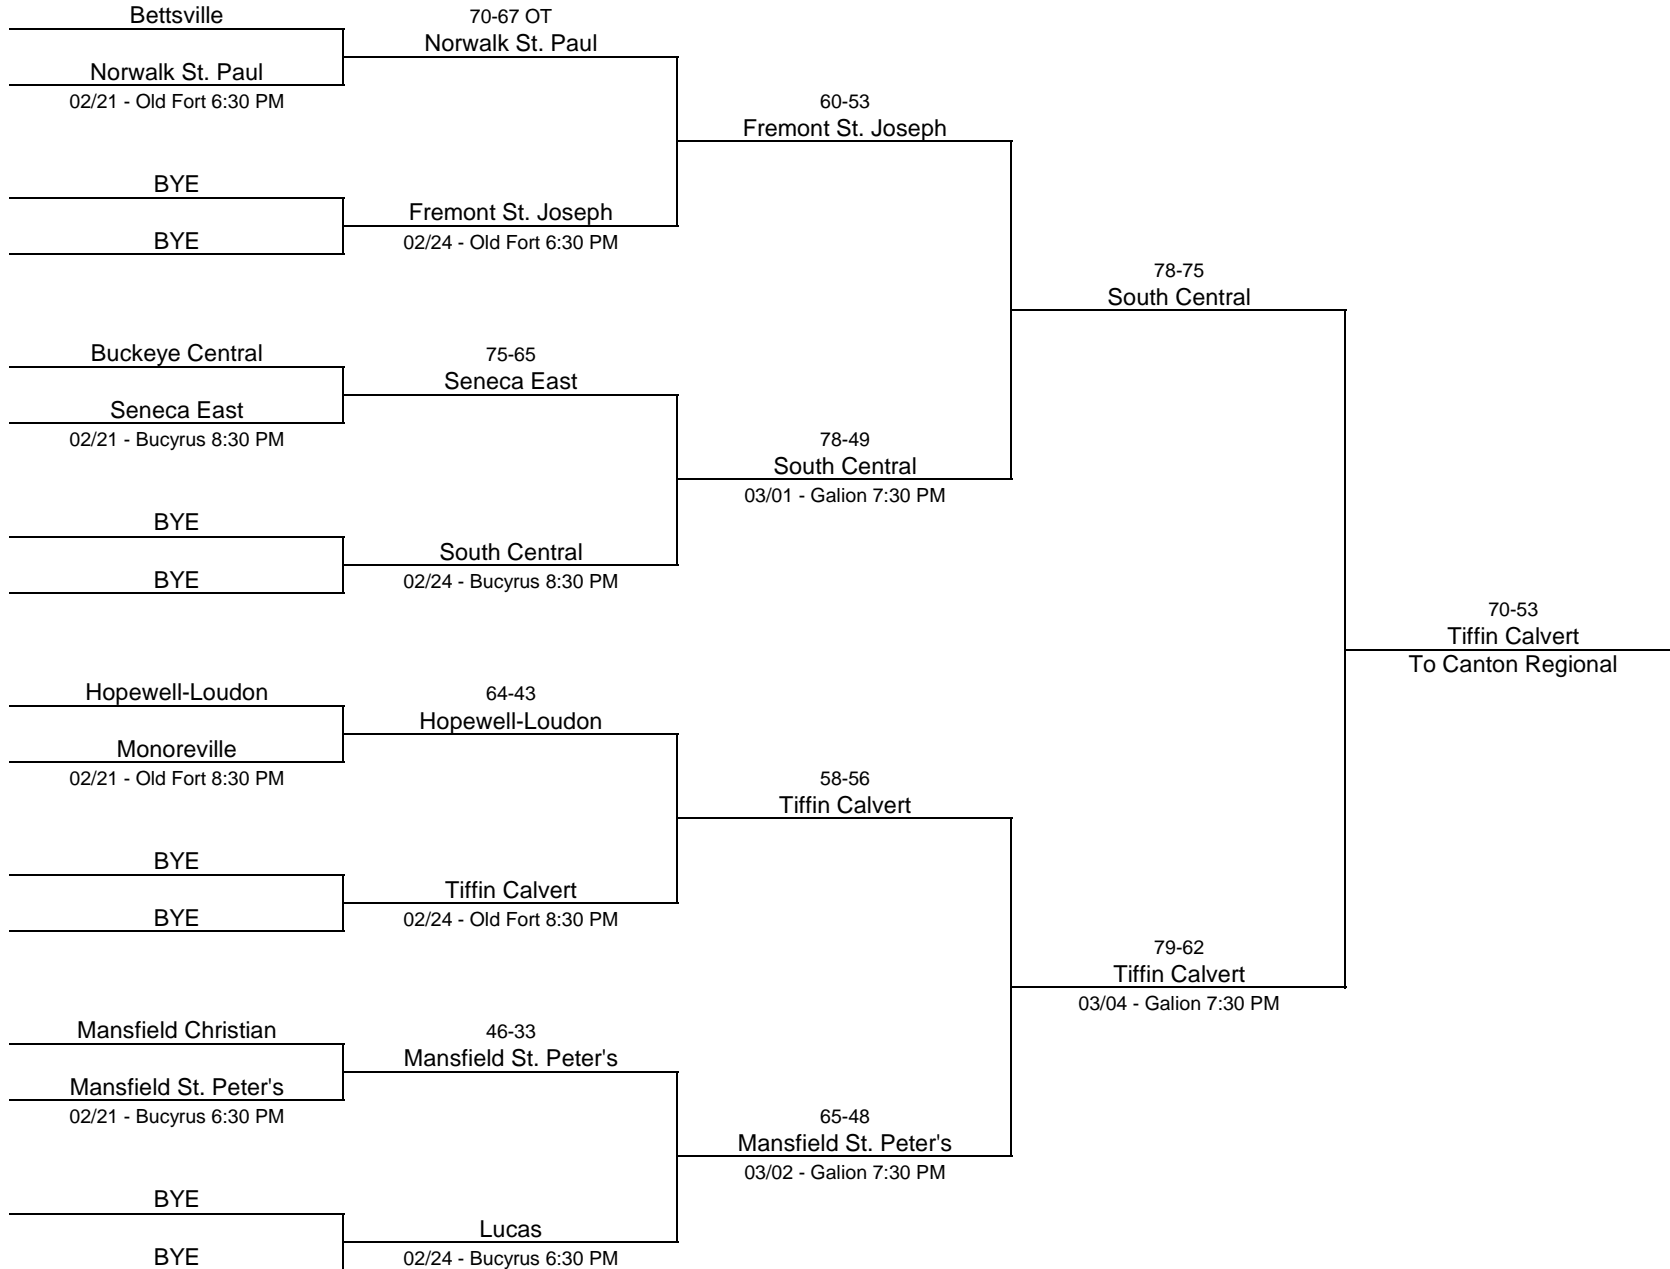 Bettsville
70-67 OT
Norwalk St. Paul
Norwalk St. Paul
02/21 - Old Fort 6:30 PM
60-53
Fremont St. Joseph
BYE
Fremont St. Joseph
BYE
02/24 - Old Fort 6:30 PM
78-75
South Central
Buckeye Central
75-65
Seneca East
Seneca East
02/21 - Bucyrus 8:30 PM
78-49
South Central
03/01 - Galion 7:30 PM
BYE
South Central
BYE
02/24 - Bucyrus 8:30 PM
70-53
Tiffin Calvert
To Canton Regional
Hopewell-Loudon
64-43
Hopewell-Loudon
Monoreville
02/21 - Old Fort 8:30 PM
58-56
Tiffin Calvert
BYE
Tiffin Calvert
BYE
02/24 - Old Fort 8:30 PM
79-62
Tiffin Calvert
03/04 - Galion 7:30 PM
Mansfield Christian
46-33
Mansfield St. Peter's
Mansfield St. Peter's
02/21 - Bucyrus 6:30 PM
65-48
Mansfield St. Peter's
03/02 - Galion 7:30 PM
BYE
Lucas
BYE
02/24 - Bucyrus 6:30 PM